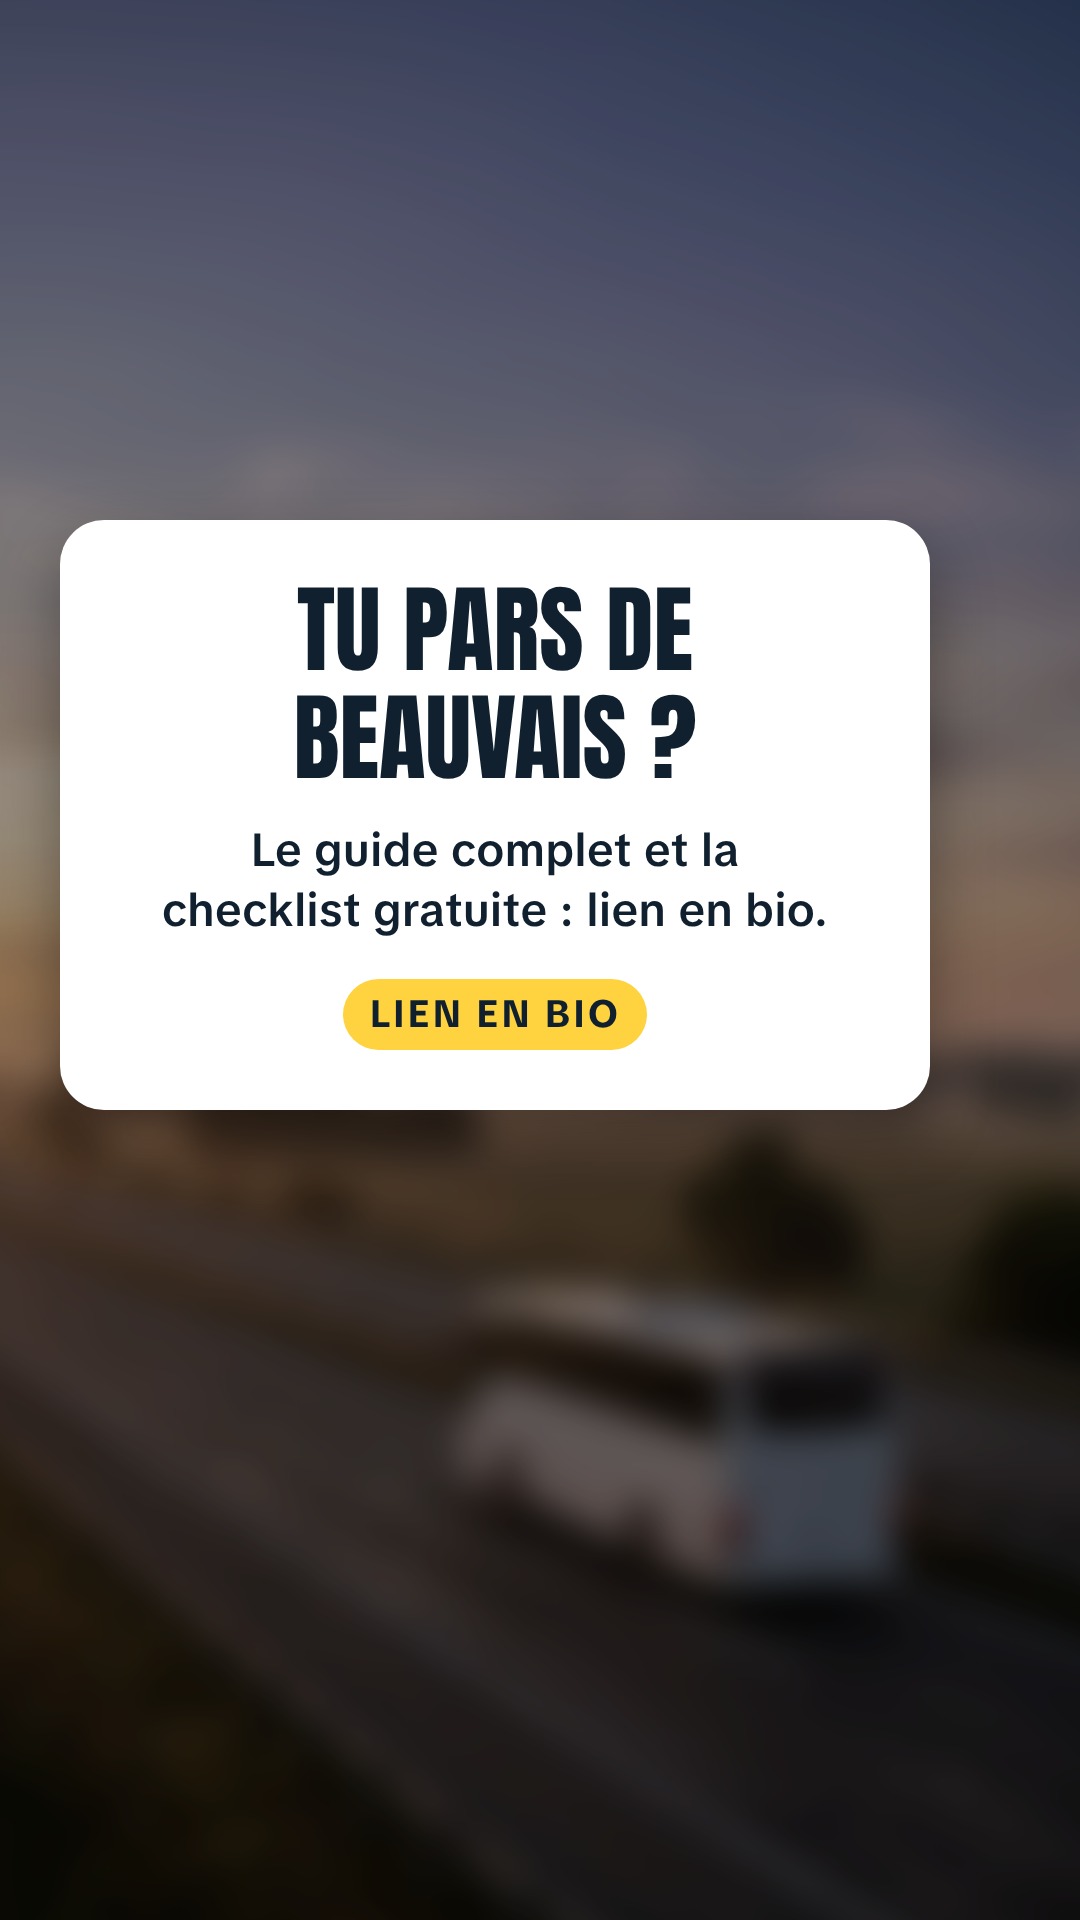 TU PARS DE
BEAUVAIS ?
Le guide complet et la
checklist gratuite : lien en bio.
LIEN EN BIO